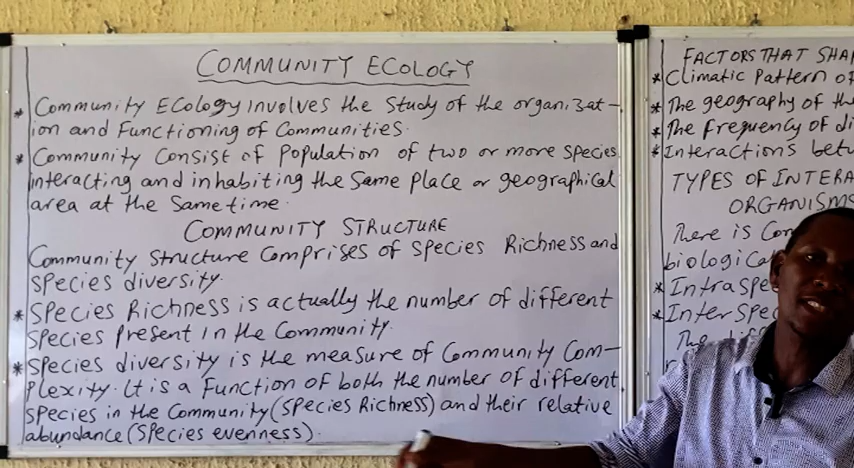 COMMUNITY ECOLOGY
* Community Ecology involves the study of the organizat-
ion and Functioning of Communities.
* Community Consist of Population of two or more species
interacting and inhabiting the same place or geographical
area at the same time.
COMMUNITY STRUCTURE
Community structure comprises of species Richness and
species diversity.
* Species Richness is actually the number of different
species present in the Community.
* Species diversity is the measure of Community Com-
plexity. It is a function of both the number of different
species in the Community (species Richness) and their relative
abundance (species evenness).
FACTORS THAT SHA
* Climatic Pattern of
* The geography of the
* The frequency of di
* Interactions betw
TYPES OF INTERA
ORGANISMS
There is Com
biologica
* Intraspe
* Interspec
The diff